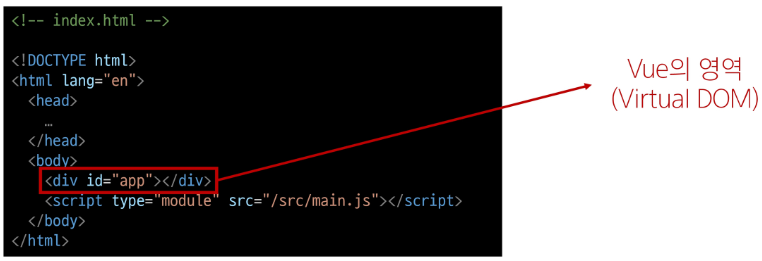 <!-- index.html -->
<!DOCTYPE html>
<html lang="en">
<head>
…
</head>
<body>
<div id="app"></div>
<script type="module" src="/src/main.js"></script>
</body>
</html>
Vue의 영역
(Virtual DOM)